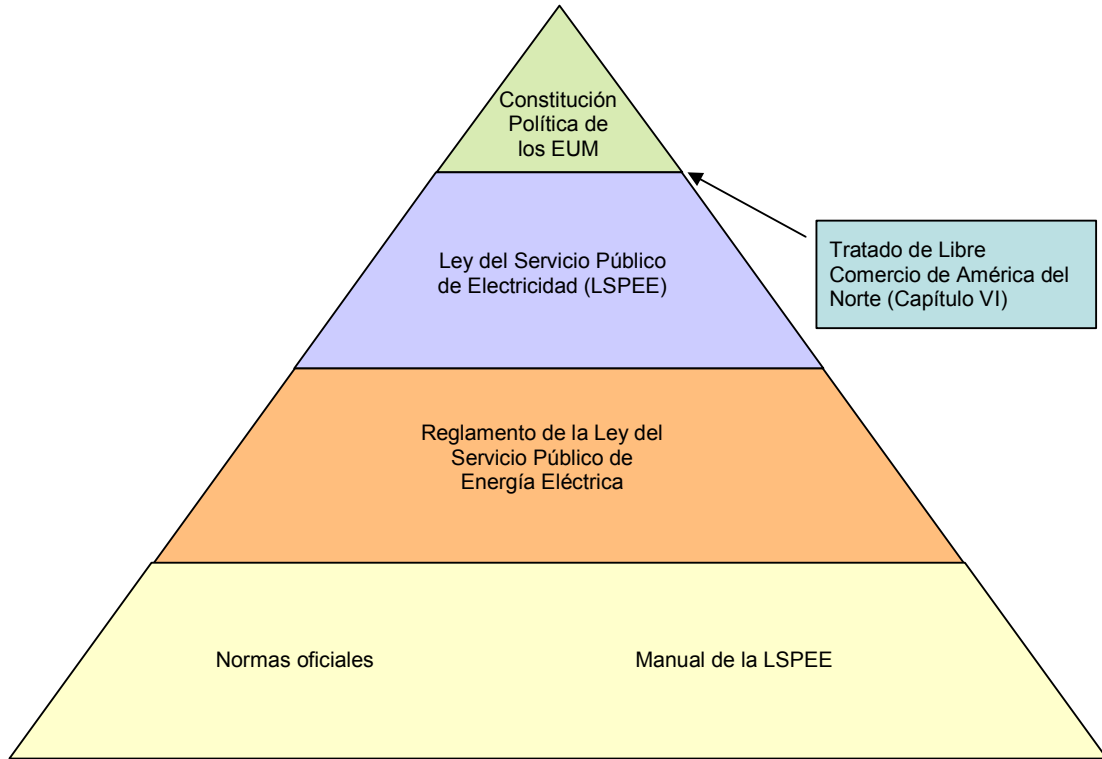 Constitución
Política de
los EUM
Ley del Servicio Público
de Electricidad (LSPEE)
Tratado de Libre
Comercio de América del
Norte (Capítulo VI)
Reglamento de la Ley del
Servicio Público de
Energía Eléctrica
Normas oficiales
Manual de la LSPEE